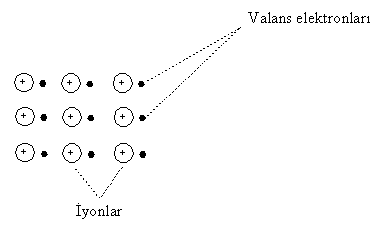 Valans elektronları
+ + +
+ + +
+ + +
İyonlar